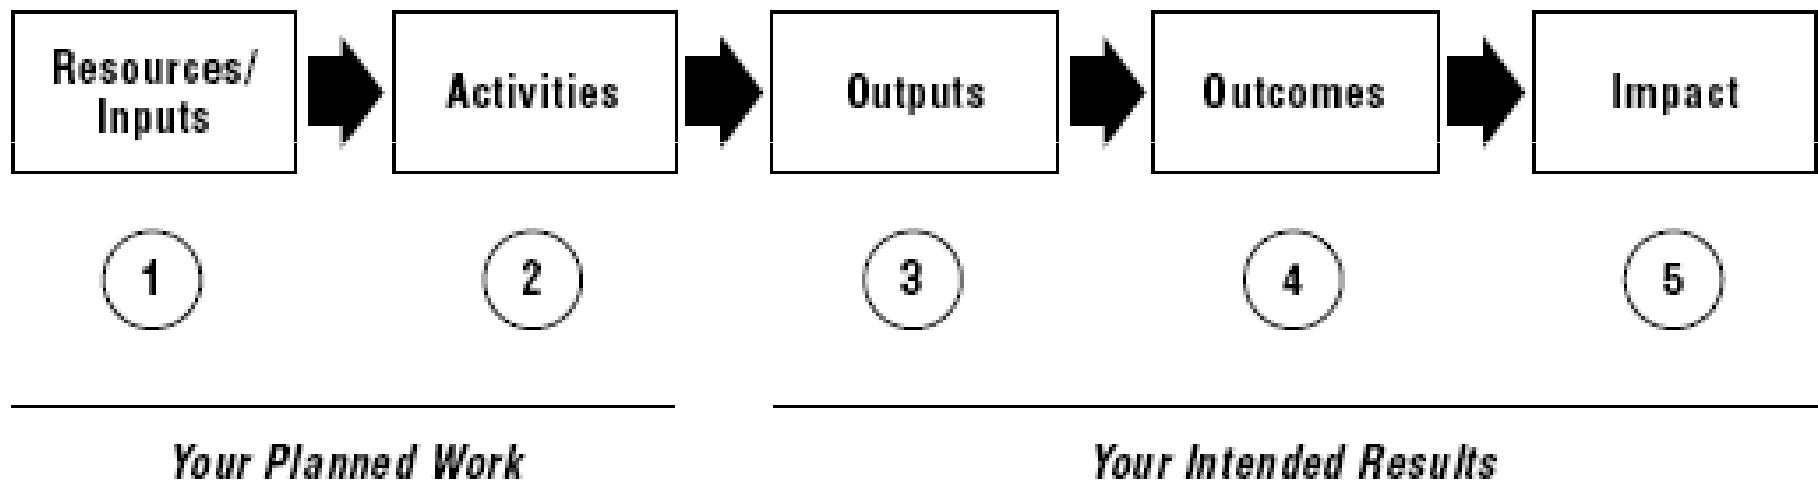 Resources/
Inputs
Activities
Outputs
Outcomes
Impact
1
2
3
4
5
Your Planned Work
Your Intended Results